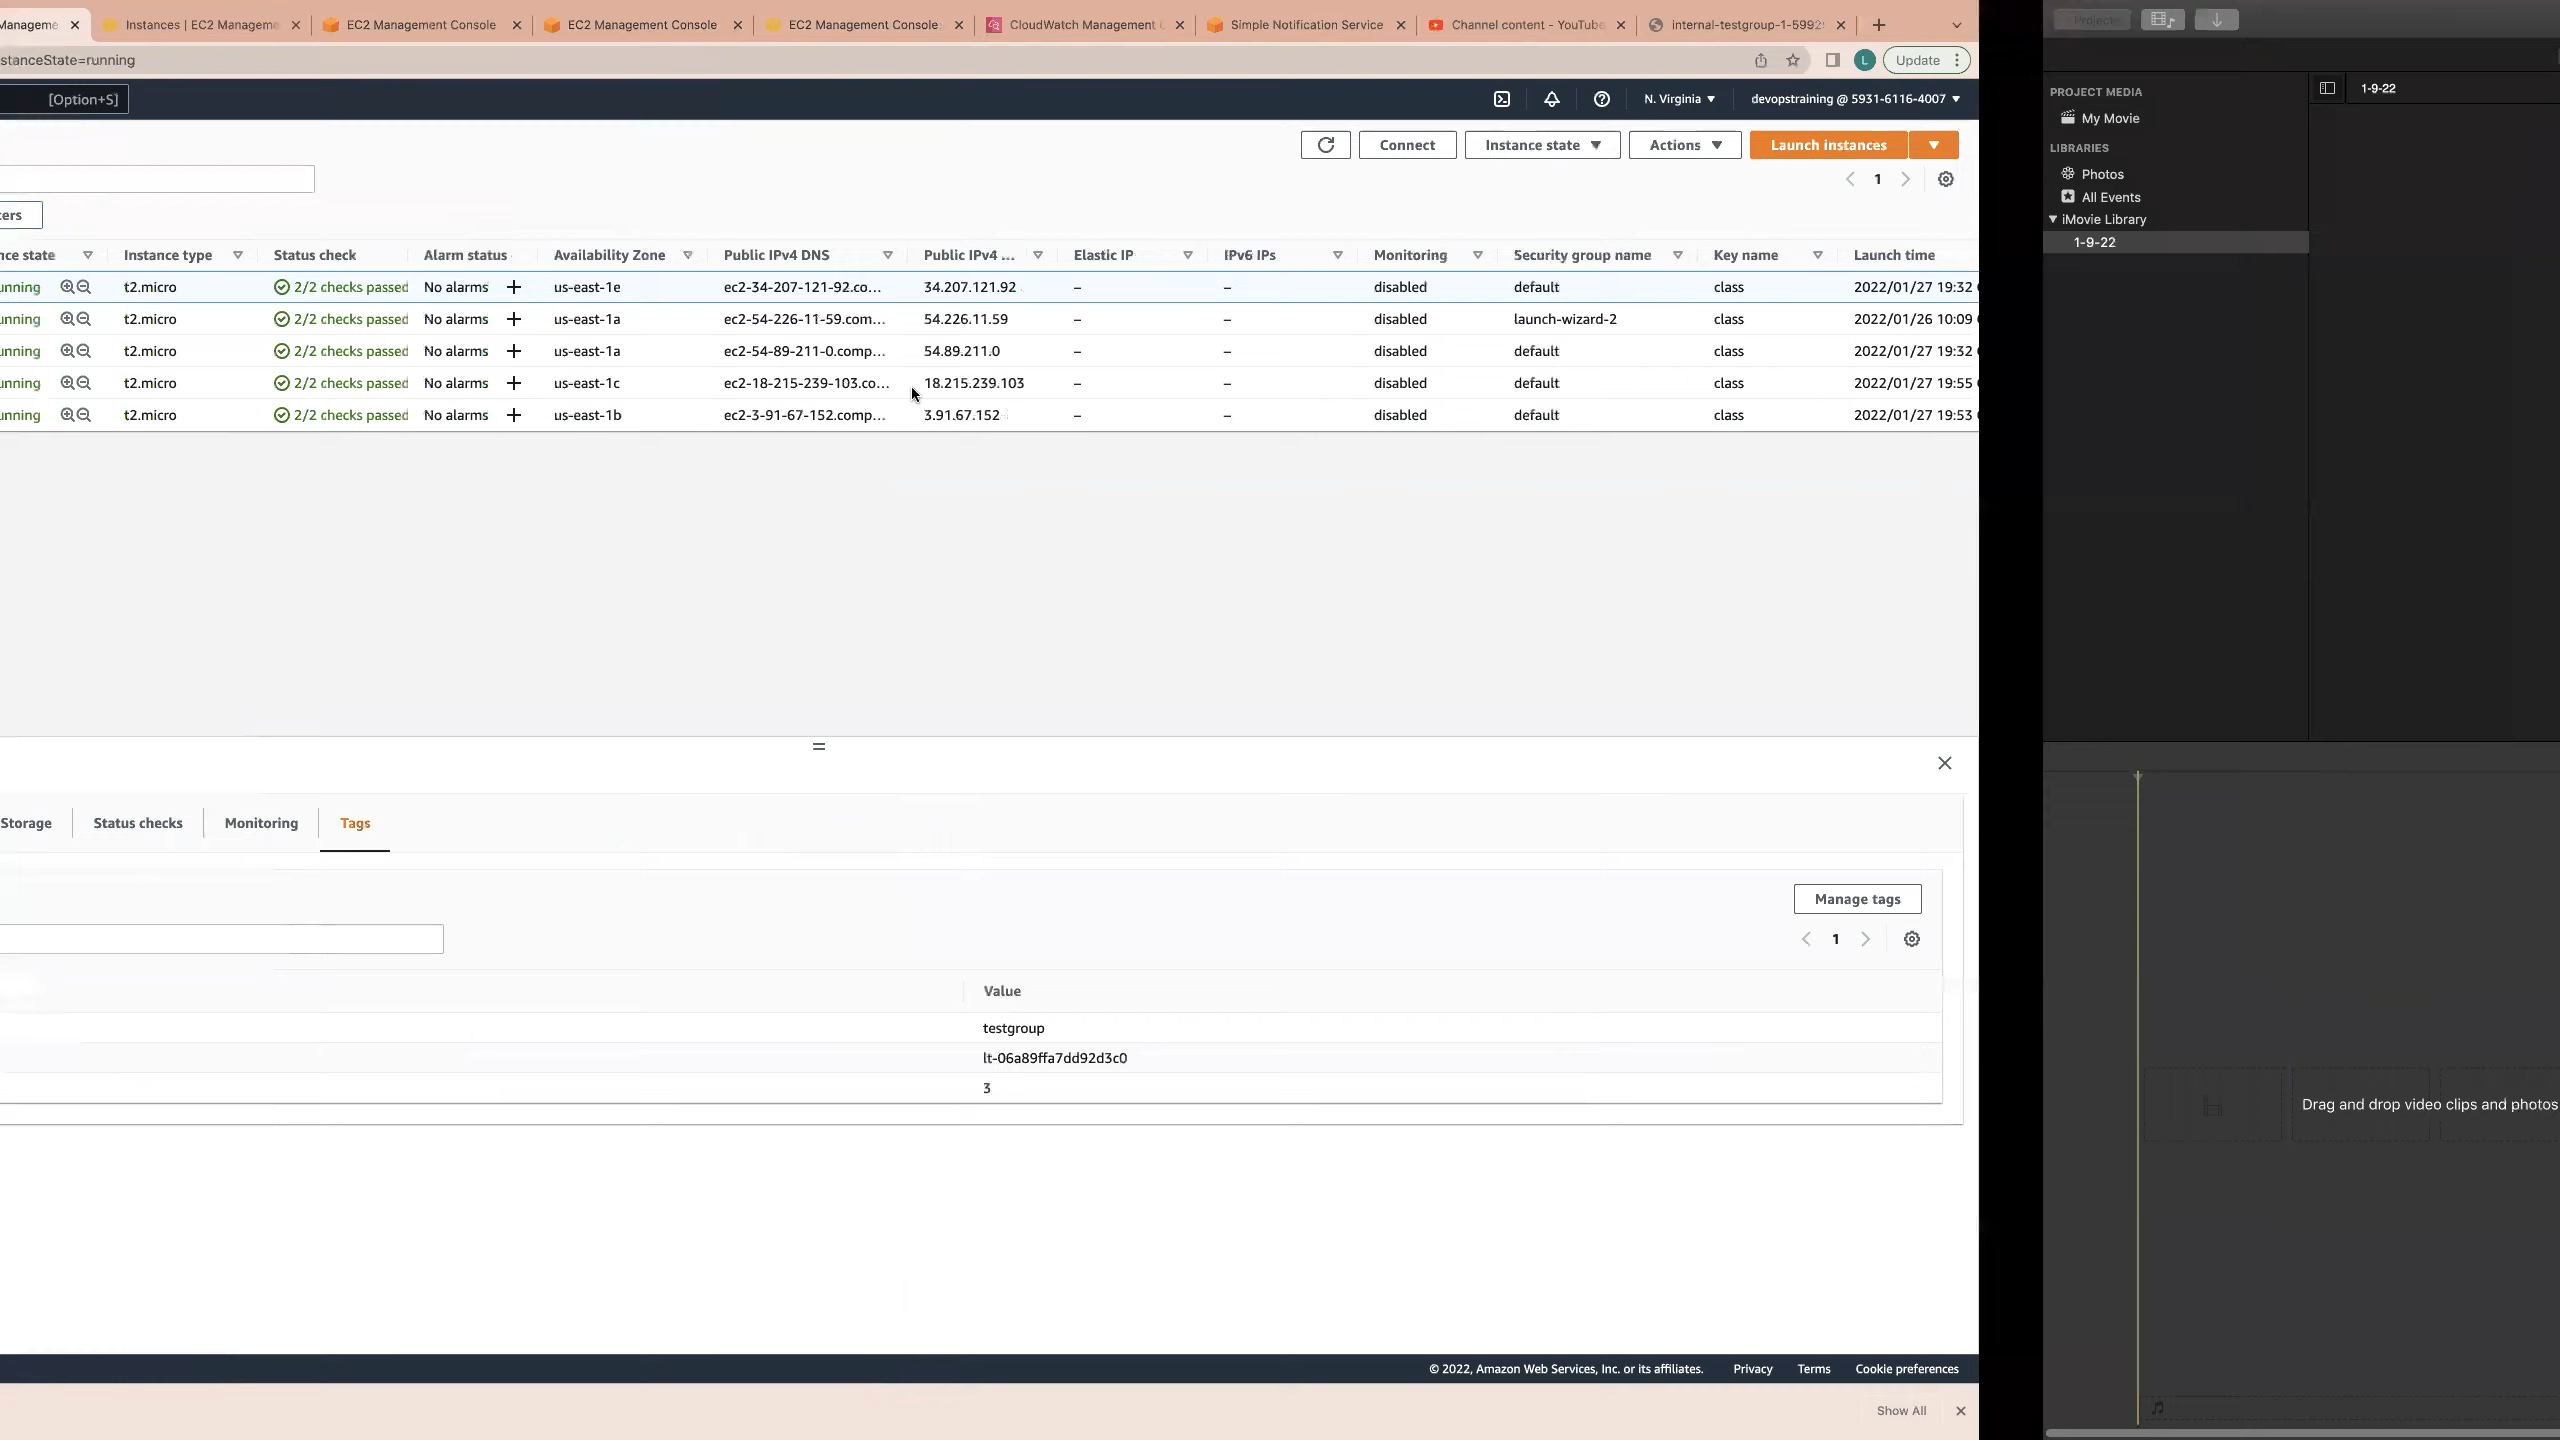 Manageme
Instances | EC2 Manageme
EC2 Management Console
EC2 Management Console
EC2 Management Console
CloudWatch Management
Simple Notification Service
Channel content - YouTube
internal-testgroup-1-5992
stanceState=running
L
Update
[Option+S]
N. Virginia
devopstraining @ 5931-6116-4007
Connect
Instance state
Actions
Launch instances
1
ers
nce state
Instance type
Status check
Alarm status
Availability Zone
Public IPv4 DNS
Public IPv4 ...
Elastic IP
IPv6 IPs
Monitoring
Security group name
Key name
Launch time
unning t2.micro 2/2 checks passed No alarms + us-east-1e ec2-34-207-121-92.co... 34.207.121.92 – – disabled default class 2022/01/27 19:32
unning t2.micro 2/2 checks passed No alarms + us-east-1a ec2-54-226-11-59.com... 54.226.11.59 – – disabled launch-wizard-2 class 2022/01/26 10:09
unning t2.micro 2/2 checks passed No alarms + us-east-1a ec2-54-89-211-0.comp... 54.89.211.0 – – disabled default class 2022/01/27 19:32
unning t2.micro 2/2 checks passed No alarms + us-east-1c ec2-18-215-239-103.co... 18.215.239.103 – – disabled default class 2022/01/27 19:55
unning t2.micro 2/2 checks passed No alarms + us-east-1b ec2-3-91-67-152.comp... 3.91.67.152 – – disabled default class 2022/01/27 19:53
Storage
Status checks
Monitoring
Tags
Manage tags
1
Value
testgroup
lt-06a89ffa7dd92d3c0
3
© 2022, Amazon Web Services, Inc. or its affiliates.
Privacy
Terms
Cookie preferences
Show All
Projects
PROJECT MEDIA
My Movie
LIBRARIES
Photos
All Events
iMovie Library
1-9-22
1-9-22
Drag and drop video clips and photos